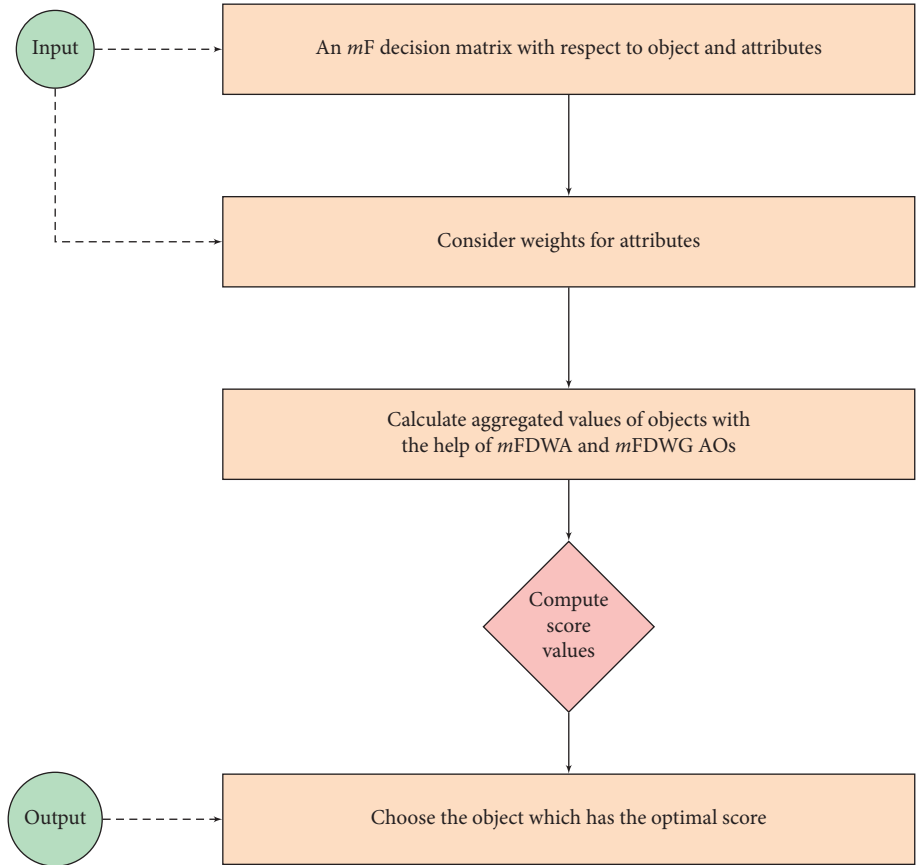 Input
An mF decision matrix with respect to object and attributes
Consider weights for attributes
Calculate aggregated values of objects with
the help of mFDWA and mFDWG AOs
Compute
score
values
Output
Choose the object which has the optimal score